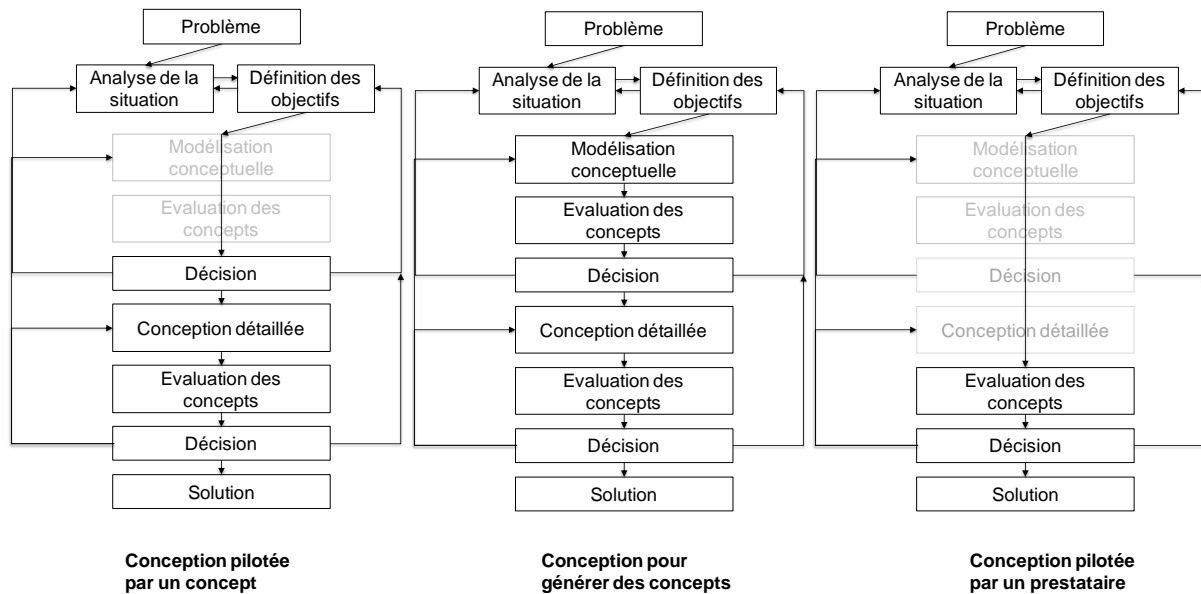 Problème
Analyse de la
situation
Définition des
objectifs
Modélisation
conceptuelle
Evaluation des
concepts
Décision
Conception détaillée
Evaluation des
concepts
Décision
Solution
Conception pilotée
par un concept
Problème
Analyse de la
situation
Définition des
objectifs
Modélisation
conceptuelle
Evaluation des
concepts
Décision
Conception détaillée
Evaluation des
concepts
Décision
Solution
Conception pour
générer des concepts
Problème
Analyse de la
situation
Définition des
objectifs
Modélisation
conceptuelle
Evaluation des
concepts
Décision
Conception détaillée
Evaluation des
concepts
Décision
Solution
Conception pilotée
par un prestataire